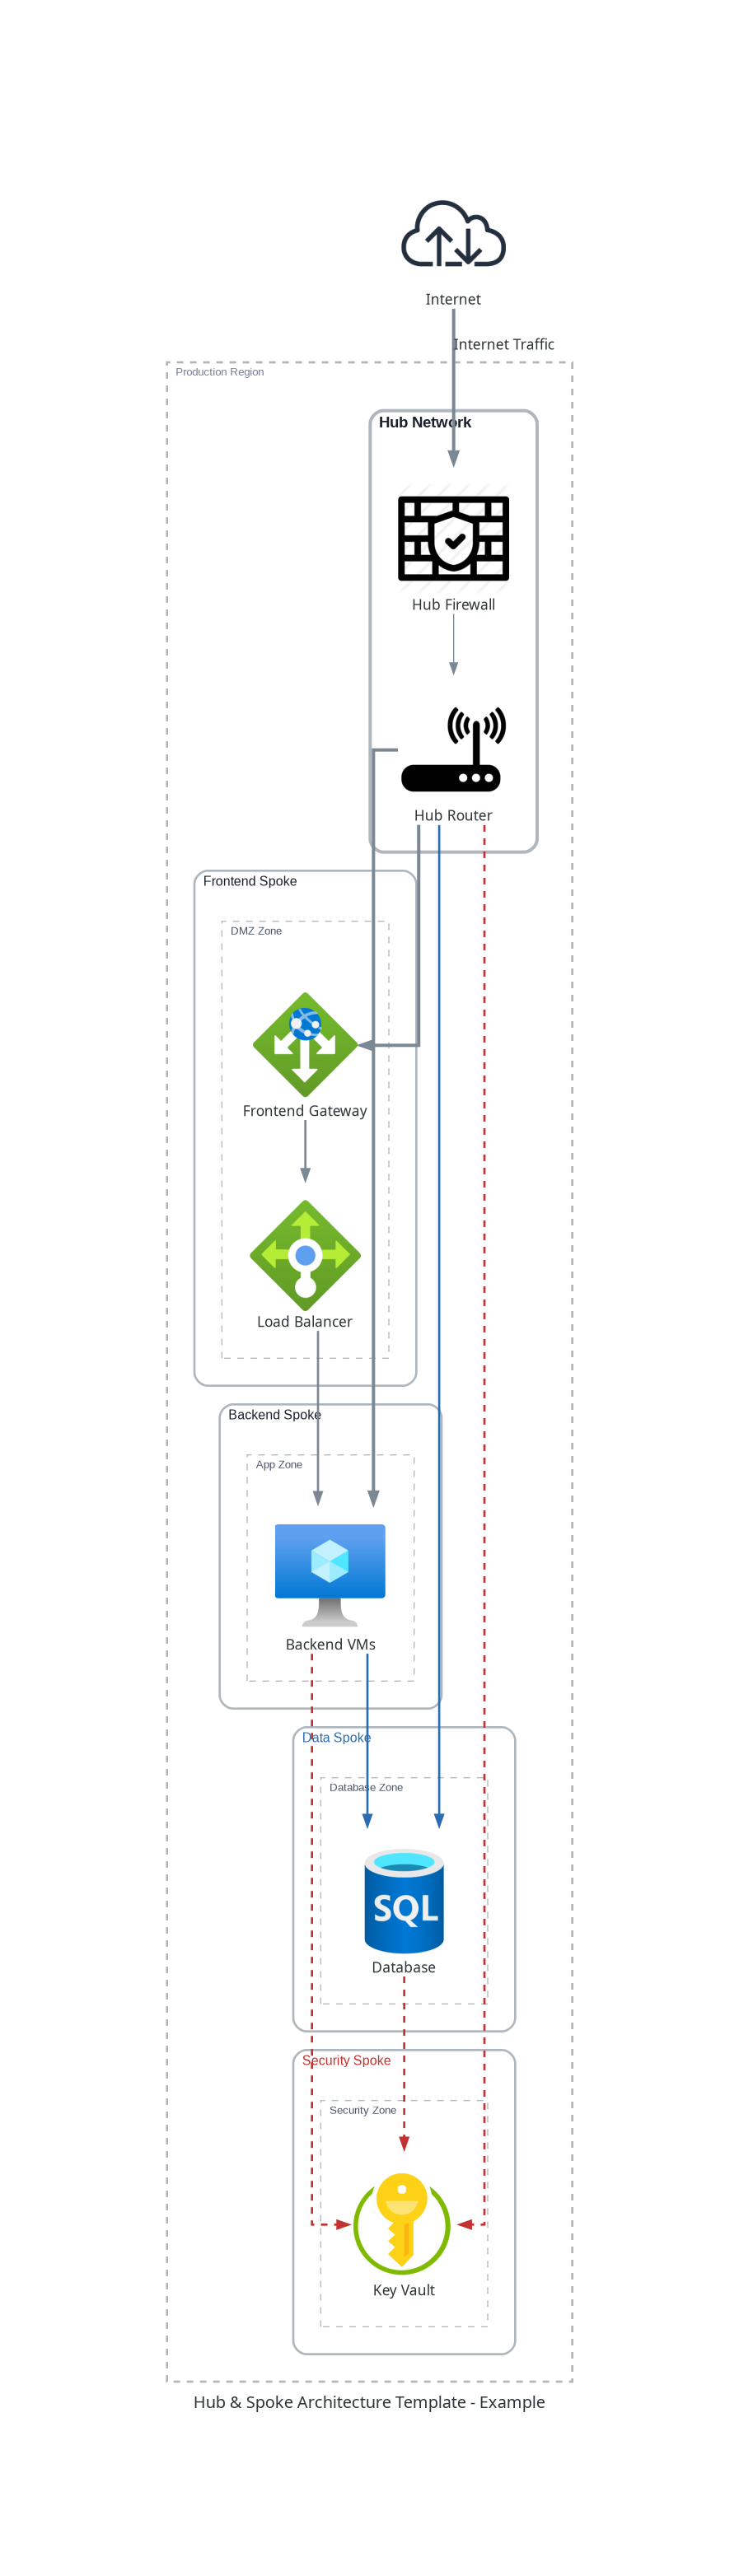 Internet
Internet Traffic
Production Region
Hub Network
Hub Firewall
Hub Router
Frontend Spoke
DMZ Zone
Frontend Gateway
Load Balancer
Backend Spoke
App Zone
Backend VMs
Data Spoke
Database Zone
SQL
Database
Security Spoke
Security Zone
Key Vault
Hub & Spoke Architecture Template - Example